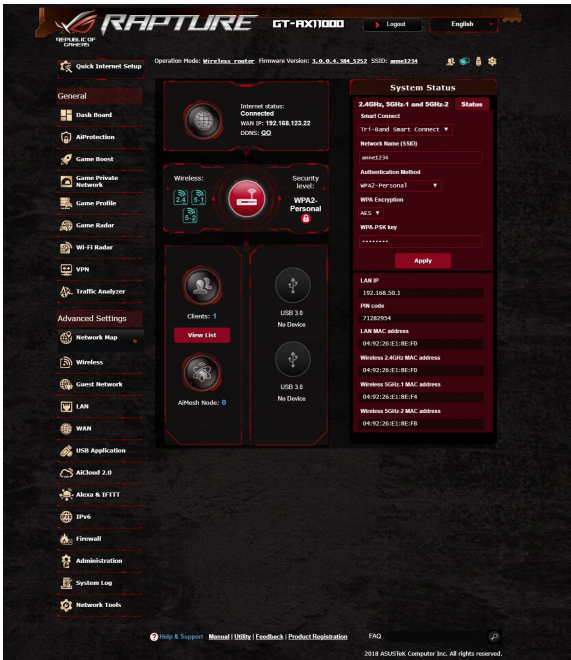 RAPTURE GT-AX11000 Logout English
REPUBLIC OF
GAMERS
Quick Internet Setup
Operation Mode: Wireless router Firmware Version: 3.0.0.4.384_5252 SSID: anne1234
General
Dash Board
AiProtection
Game Boost
Game Private
Network
Game Profile
Game Radar
Wi-Fi Radar
VPN
Traffic Analyzer
Advanced Settings
Network Map
Wireless
Guest Network
LAN
WAN
USB Application
AiCloud 2.0
Alexa & IFTTT
IPv6
Firewall
Administration
System Log
Network Tools
Internet status:
Connected
WAN IP: 192.168.123.22
DDNS: GO
Wireless:
2.4 5-1
5-2
Security
level:
WPA2-
Personal
Clients: 1
View List
AiMesh Node: 0
USB 3.0
No Device
USB 3.0
No Device
System Status
2.4GHz, 5GHz-1 and 5GHz-2 Status
Smart Connect
Tri-Band Smart Connect
Network Name (SSID)
anne1234
Authentication Method
WPA2-Personal
WPA Encryption
AES
WPA-PSK key
••••••••
Apply
LAN IP
192.168.50.1
PIN code
71282954
LAN MAC address
04:92:26:E1:8E:F0
Wireless 2.4GHz MAC address
04:92:26:E1:8E:F0
Wireless 5GHz-1 MAC address
04:92:26:E1:8E:F4
Wireless 5GHz-2 MAC address
04:92:26:E1:8E:F8
Help & Support Manual | Utility | Feedback | Product Registration FAQ
2018 ASUSTeK Computer Inc. All rights reserved.